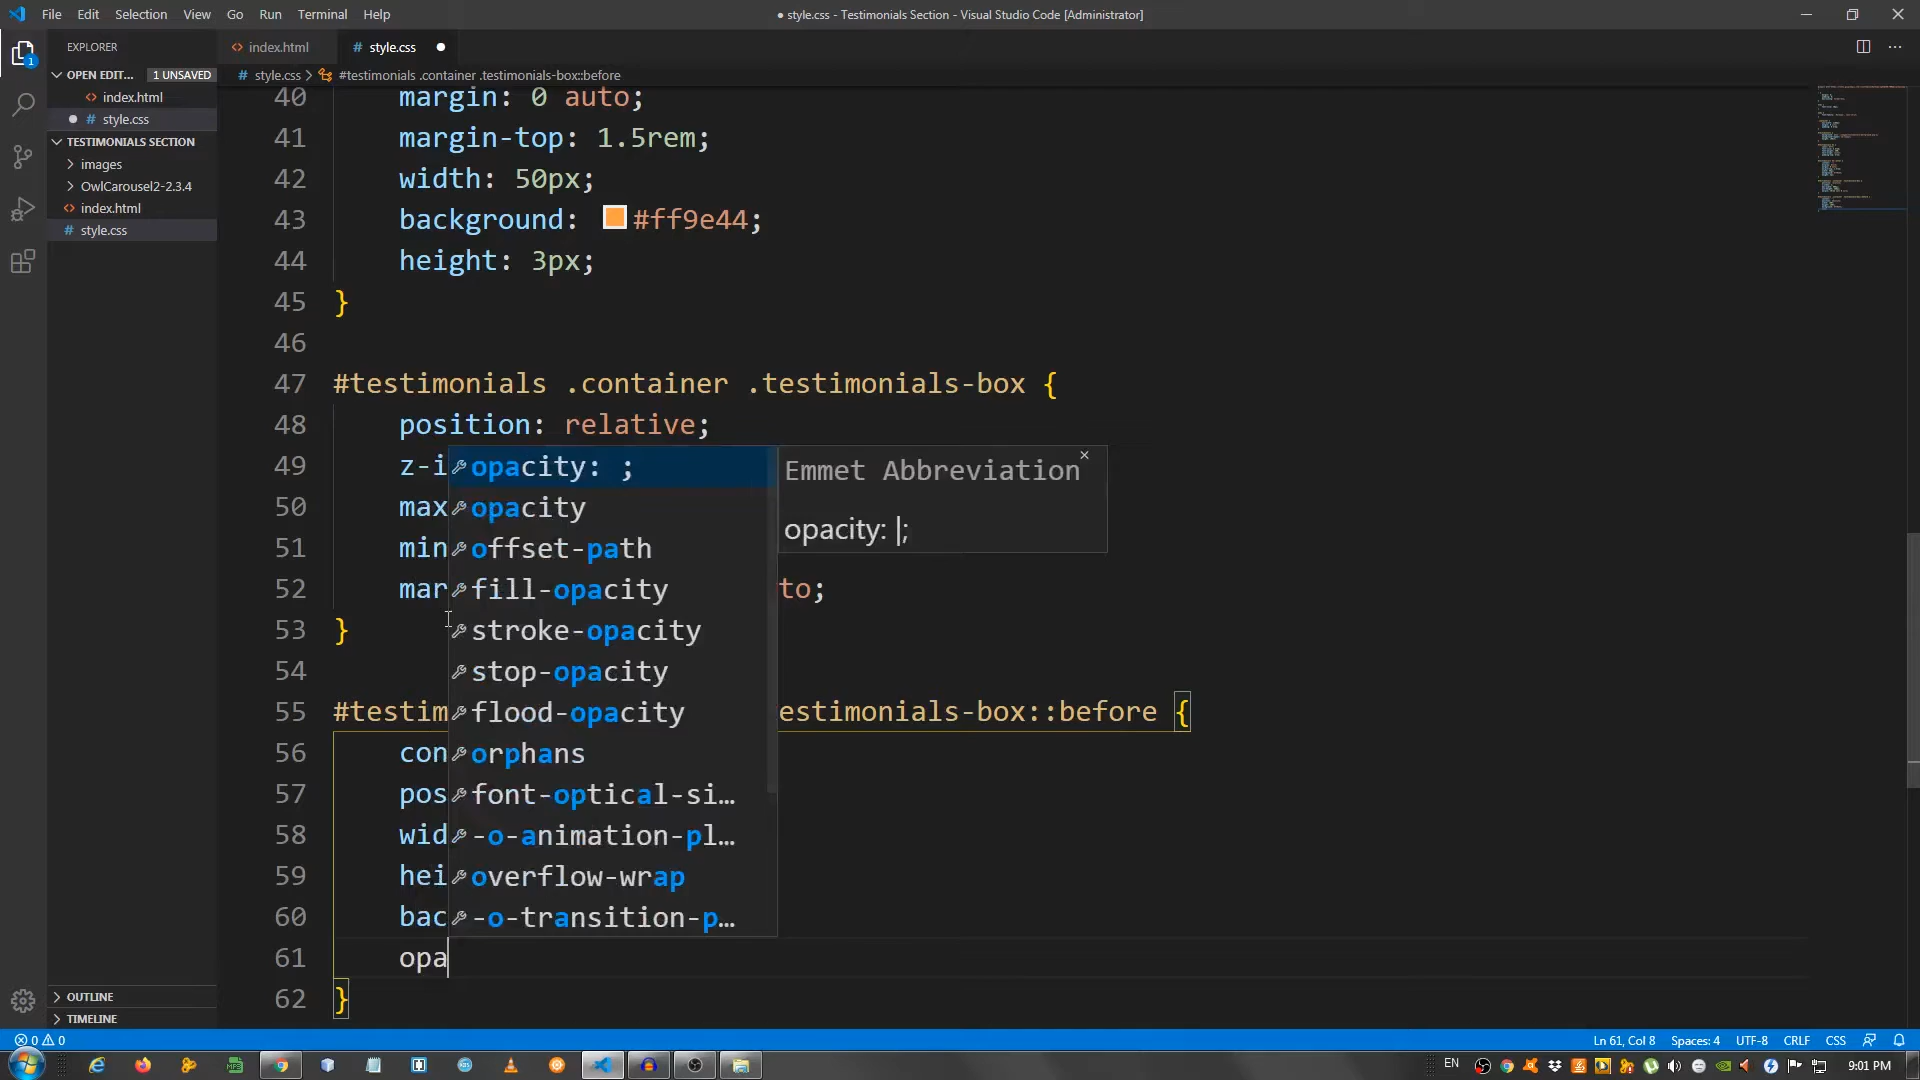 File Edit Selection View Go Run Terminal Help
● style.css - Testimonials Section - Visual Studio Code [Administrator]
EXPLORER
index.html
# style.css ●
OPEN EDIT... 1 UNSAVED
# style.css > #testimonials .container .testimonials-box::before
index.html
# style.css
TESTIMONIALS SECTION
images
OwlCarousel2-2.3.4
index.html
# style.css
OUTLINE
TIMELINE
40 margin: 0 auto;
41 margin-top: 1.5rem;
42 width: 50px;
43 background: #ff9e44;
44 height: 3px;
45 }
46
47 #testimonials .container .testimonials-box {
48 position: relative;
49 z-i
50 max
51 min
52 mar to;
53 }
54
55 #testim estimonials-box::before {
56 con
57 pos
58 wid
59 hei
60 bac
61 opa
62 }
opacity: ;
opacity
offset-path
fill-opacity
stroke-opacity
stop-opacity
flood-opacity
orphans
font-optical-si…
-o-animation-pl…
overflow-wrap
-o-transition-p…
Emmet Abbreviation ×
opacity: |;
0 0
Ln 61, Col 8 Spaces: 4 UTF-8 CRLF CSS
EN
9:01 PM